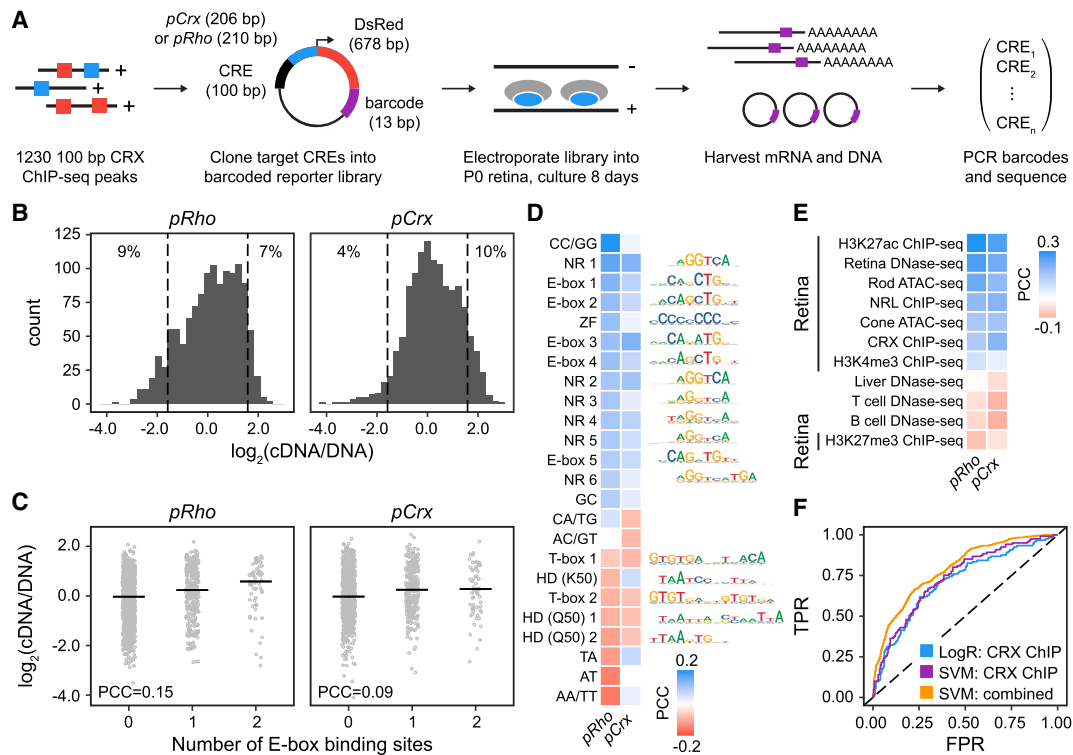 A
pCrx (206 bp)
or pRho (210 bp)
DsRed
(678 bp)
CRE
(100 bp)
barcode
(13 bp)
+
+
+
-
+
AAAAAAAA
AAAAAAAA
AAAAAAAA
CRE1
CRE2
⋮
CREn
1230 100 bp CRX
ChIP-seq peaks
Clone target CREs into
barcoded reporter library
Electroporate library into
P0 retina, culture 8 days
Harvest mRNA and DNA
PCR barcodes
and sequence
B
pRho
pCrx
9%
7%
4%
10%
count
125
100
75
50
25
0
-4.0 -2.0 0.0 2.0
-4.0 -2.0 0.0 2.0
log2(cDNA/DNA)
C
pRho
pCrx
log2(cDNA/DNA)
2.0
0.0
-2.0
-4.0
PCC=0.15
PCC=0.09
0 1 2
0 1 2
Number of E-box binding sites
D
CC/GG
NR 1
E-box 1
E-box 2
ZF
E-box 3
E-box 4
NR 2
NR 3
NR 4
NR 5
E-box 5
NR 6
GC
CA/TG
AC/GT
T-box 1
HD (K50)
T-box 2
HD (Q50) 1
HD (Q50) 2
TA
AT
AA/TT
pRho
pCrx
0.2
PCC
-0.2
E
Retina
H3K27ac ChIP-seq
Retina DNase-seq
Rod ATAC-seq
NRL ChIP-seq
Cone ATAC-seq
CRX ChIP-seq
H3K4me3 ChIP-seq
Liver DNase-seq
T cell DNase-seq
B cell DNase-seq
Retina
H3K27me3 ChIP-seq
pRho
pCrx
0.3
PCC
-0.1
F
TPR
1.00
0.75
0.50
0.25
0.00
LogR: CRX ChIP
SVM: CRX ChIP
SVM: combined
0.00 0.25 0.50 0.75 1.00
FPR